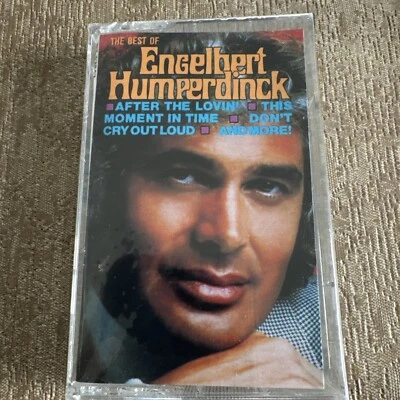 THE BEST OF
Engelbert
Humperdinck
AFTER THE LOVIN' THIS
MOMENT IN TIME DON'T
CRY OUT LOUD AND MORE!